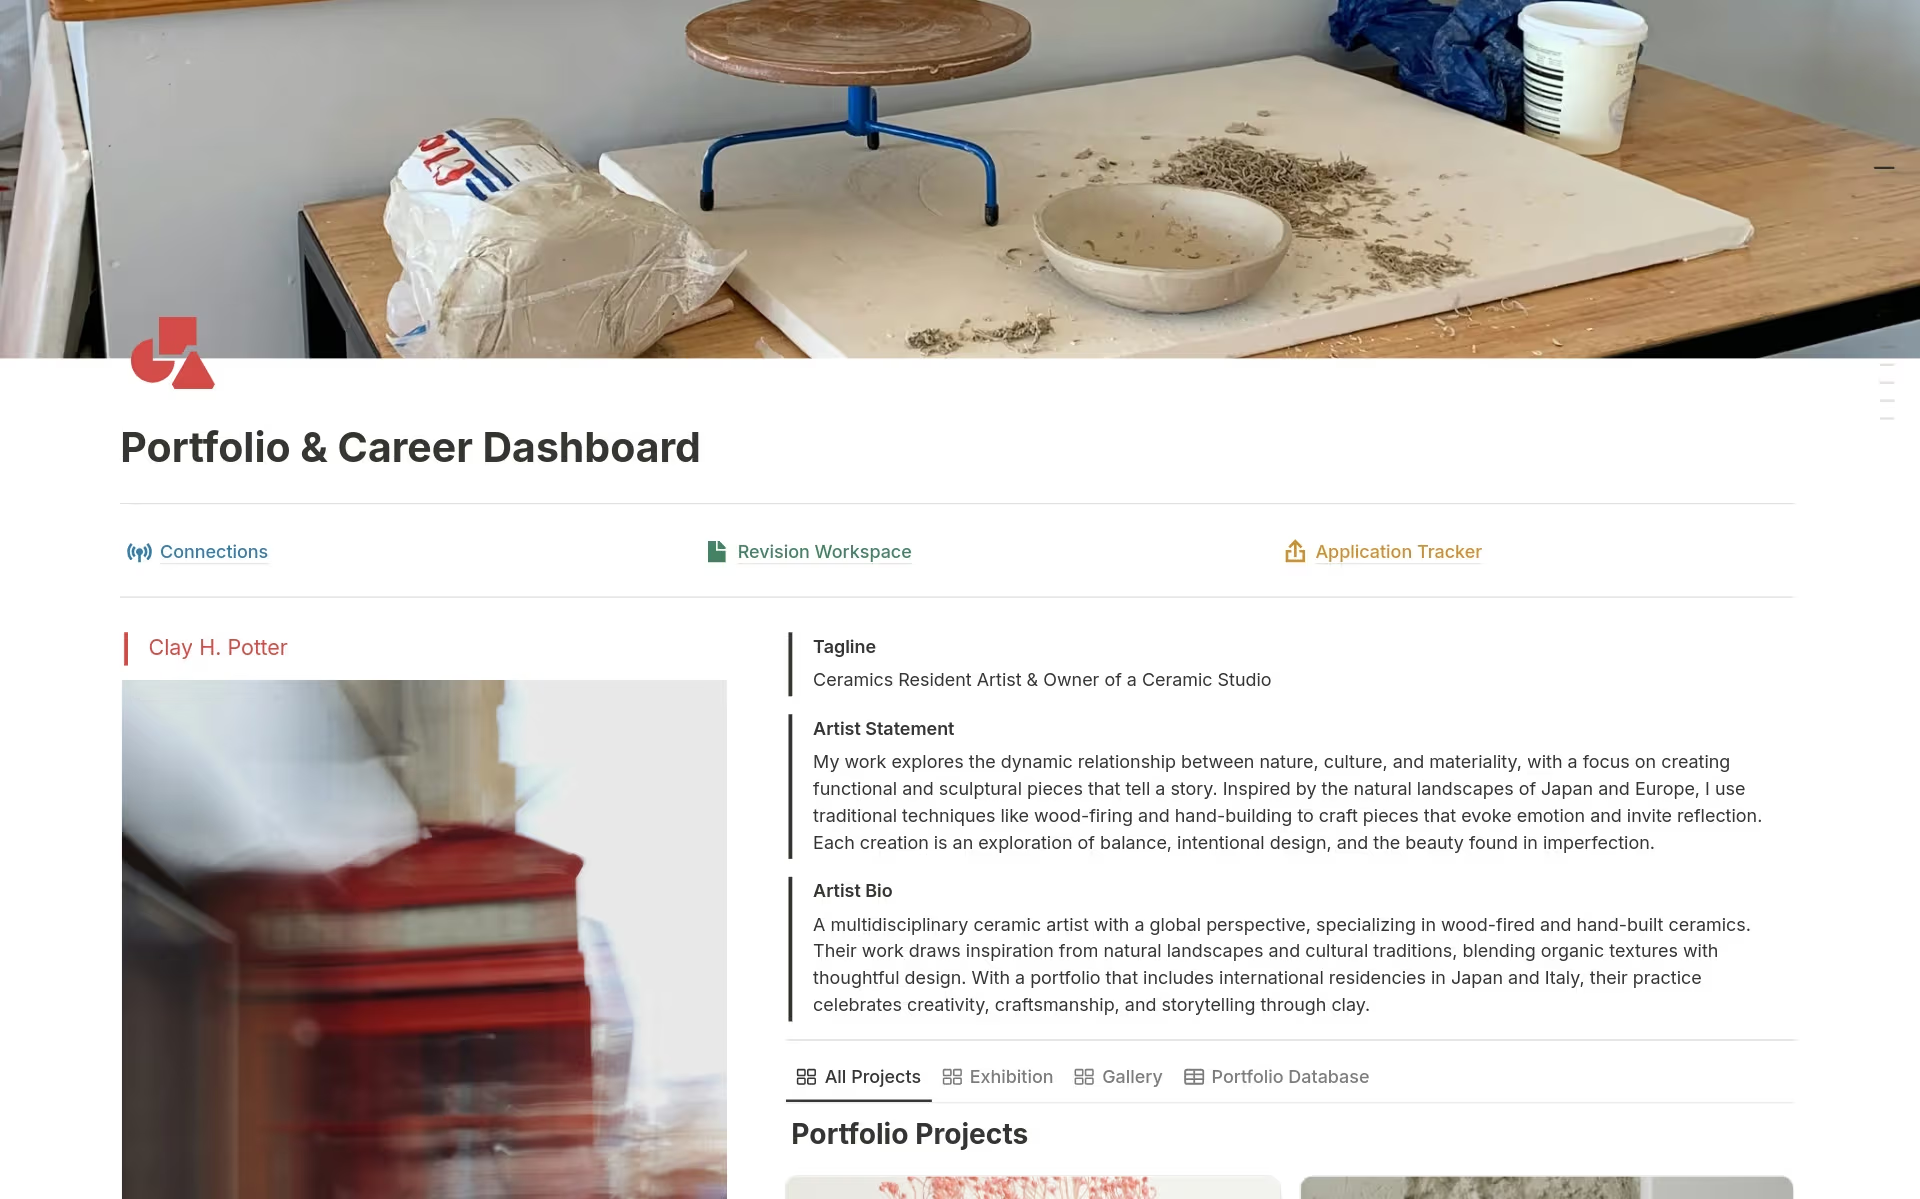 Portfolio & Career Dashboard
Connections
Revision Workspace
Application Tracker
Clay H. Potter
Tagline
Ceramics Resident Artist & Owner of a Ceramic Studio
Artist Statement
My work explores the dynamic relationship between nature, culture, and materiality, with a focus on creating
functional and sculptural pieces that tell a story. Inspired by the natural landscapes of Japan and Europe, I use
traditional techniques like wood-firing and hand-building to craft pieces that evoke emotion and invite reflection.
Each creation is an exploration of balance, intentional design, and the beauty found in imperfection.
Artist Bio
A multidisciplinary ceramic artist with a global perspective, specializing in wood-fired and hand-built ceramics.
Their work draws inspiration from natural landscapes and cultural traditions, blending organic textures with
thoughtful design. With a portfolio that includes international residencies in Japan and Italy, their practice
celebrates creativity, craftsmanship, and storytelling through clay.
All Projects
Exhibition
Gallery
Portfolio Database
Portfolio Projects